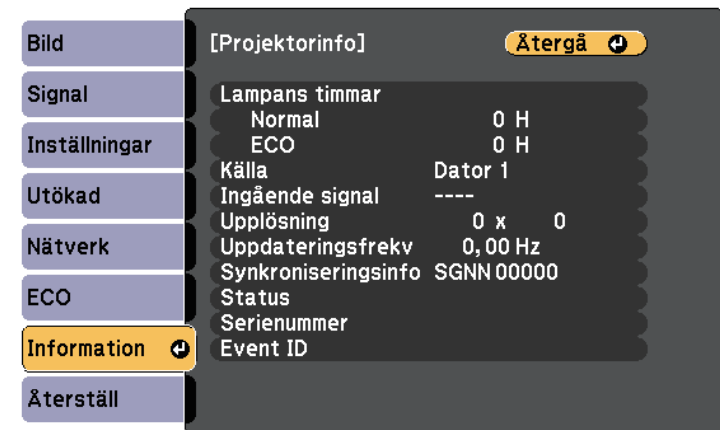 Bild
Signal
Inställningar
Utökad
Nätverk
ECO
Information
Återställ
[Projektorinfo] Återgå
Lampans timmar
Normal 0 H
ECO 0 H
Källa Dator 1
Ingående signal ----
Upplösning 0 x 0
Uppdateringsfrekv 0,00 Hz
Synkroniseringsinfo SGNN 00000
Status
Serienummer
Event ID